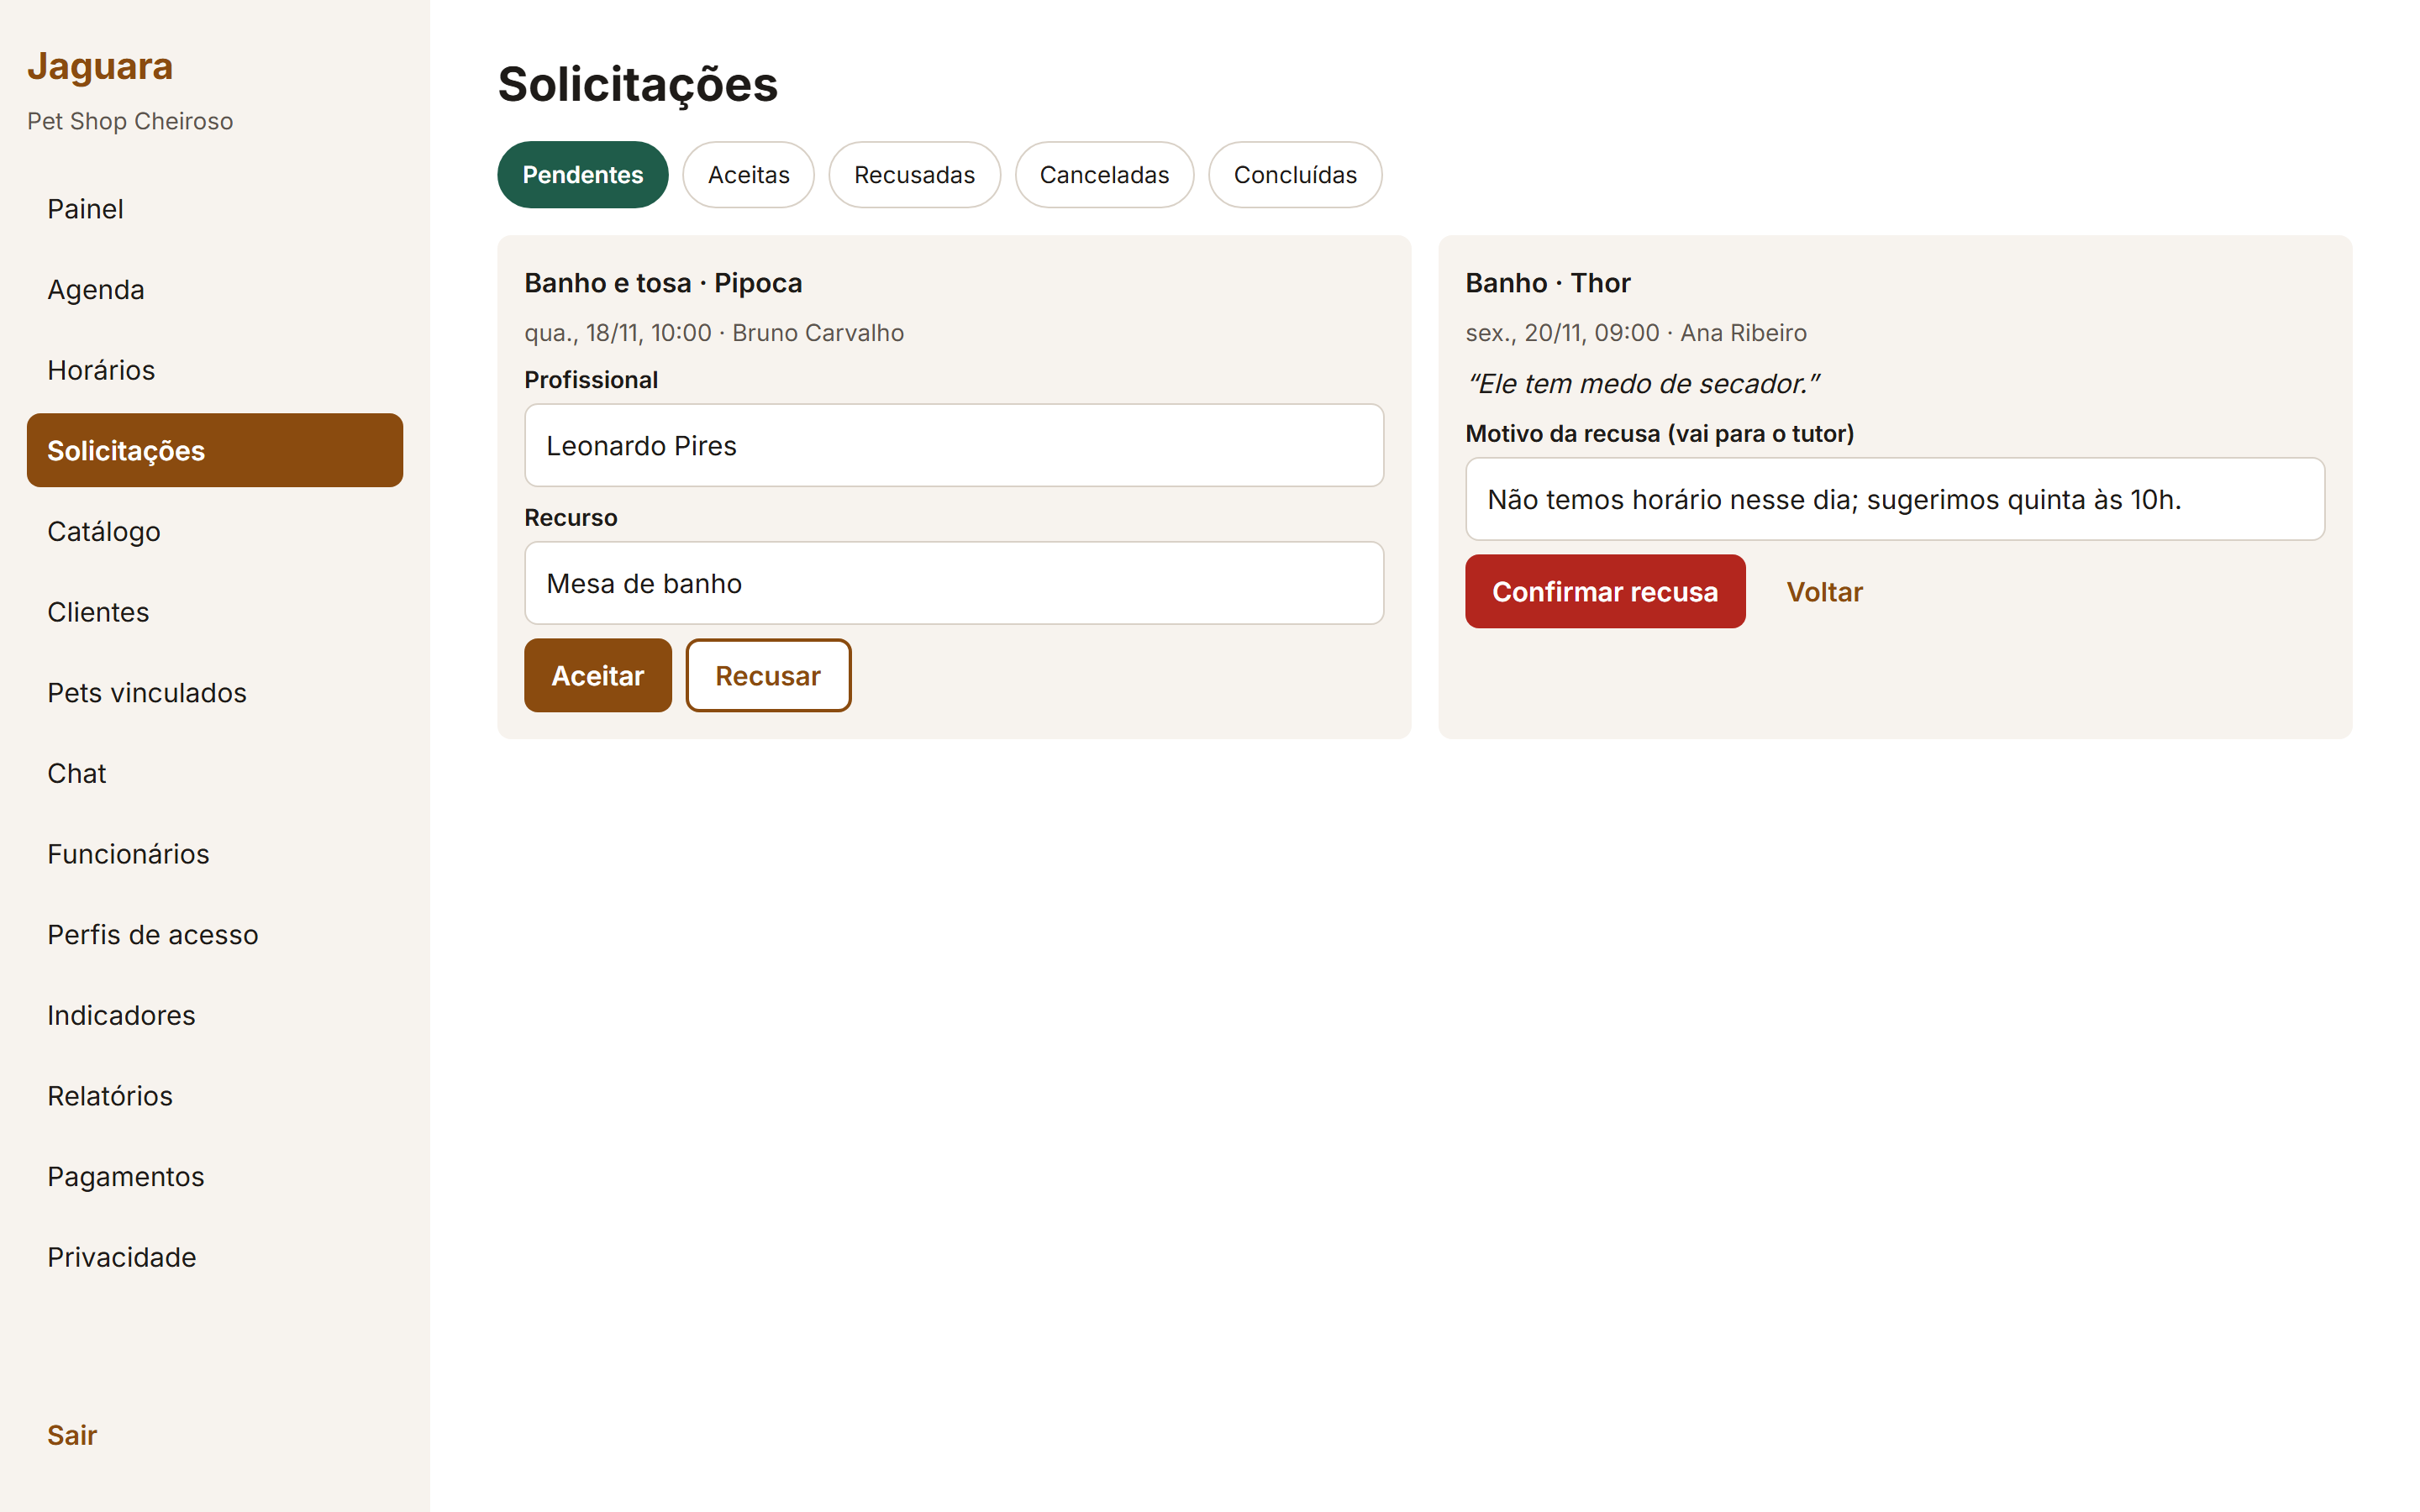 Jaguara
Pet Shop Cheiroso
Painel
Agenda
Horários
Solicitações
Catálogo
Clientes
Pets vinculados
Chat
Funcionários
Perfis de acesso
Indicadores
Relatórios
Pagamentos
Privacidade
Sair
Solicitações
Pendentes
Aceitas
Recusadas
Canceladas
Concluídas
Banho e tosa · Pipoca
qua., 18/11, 10:00 · Bruno Carvalho
Profissional
Leonardo Pires
Recurso
Mesa de banho
Aceitar
Recusar
Banho · Thor
sex., 20/11, 09:00 · Ana Ribeiro
“Ele tem medo de secador.”
Motivo da recusa (vai para o tutor)
Não temos horário nesse dia; sugerimos quinta às 10h.
Confirmar recusa
Voltar